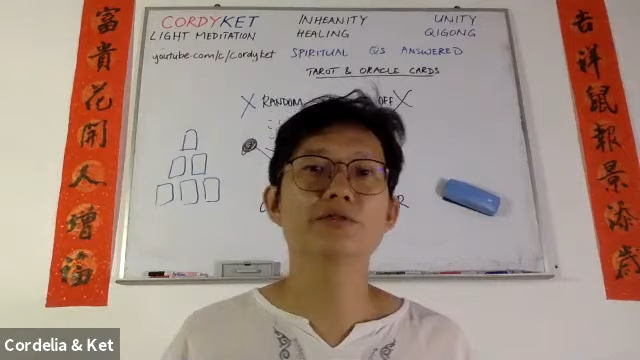 富貴花開人增福
CORDYKET INHEANITY UNITY
LIGHT MEDITATION HEALING QIGONG
youtube.com/c/cordyket SPIRITUAL QS ANSWERED
TAROT & ORACLE CARDS
X RANDOM OFF X
R
吉祥鼠報景添歲
Cordelia & Ket